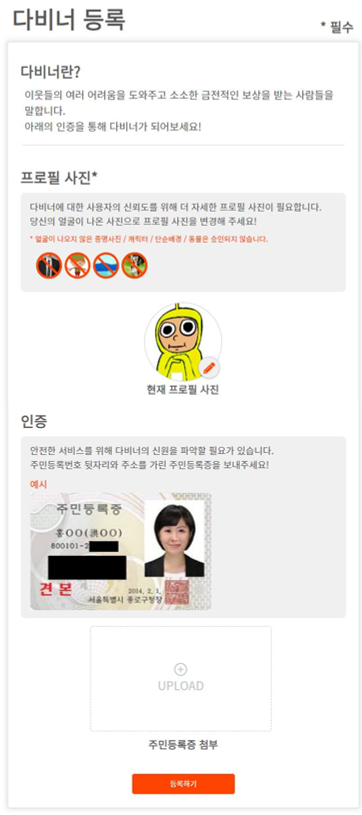 다비너 등록
* 필수
다비너란?
이웃들의 여러 어려움을 도와주고 소소한 금전적인 보상을 받는 사람들을
말합니다.
아래의 인증을 통해 다비너가 되어보세요!
프로필 사진*
다비너에 대한 사용자의 신뢰도를 위해 더 자세한 프로필 사진이 필요합니다.
당신의 얼굴이 나온 사진으로 프로필 사진을 변경해 주세요!
* 얼굴이 나오지 않은 증명사진 / 캐릭터 / 단순배경 / 동물은 승인되지 않습니다.
현재 프로필 사진
인증
안전한 서비스를 위해 다비너의 신원을 파악할 필요가 있습니다.
주민등록번호 뒷자리와 주소를 가린 주민등록증을 보내주세요!
예시
주민등록증
홍OO(洪OO)
800101-2
견본
2014. 2. 1.
서울특별시 종로구청장
UPLOAD
주민등록증 첨부
등록하기